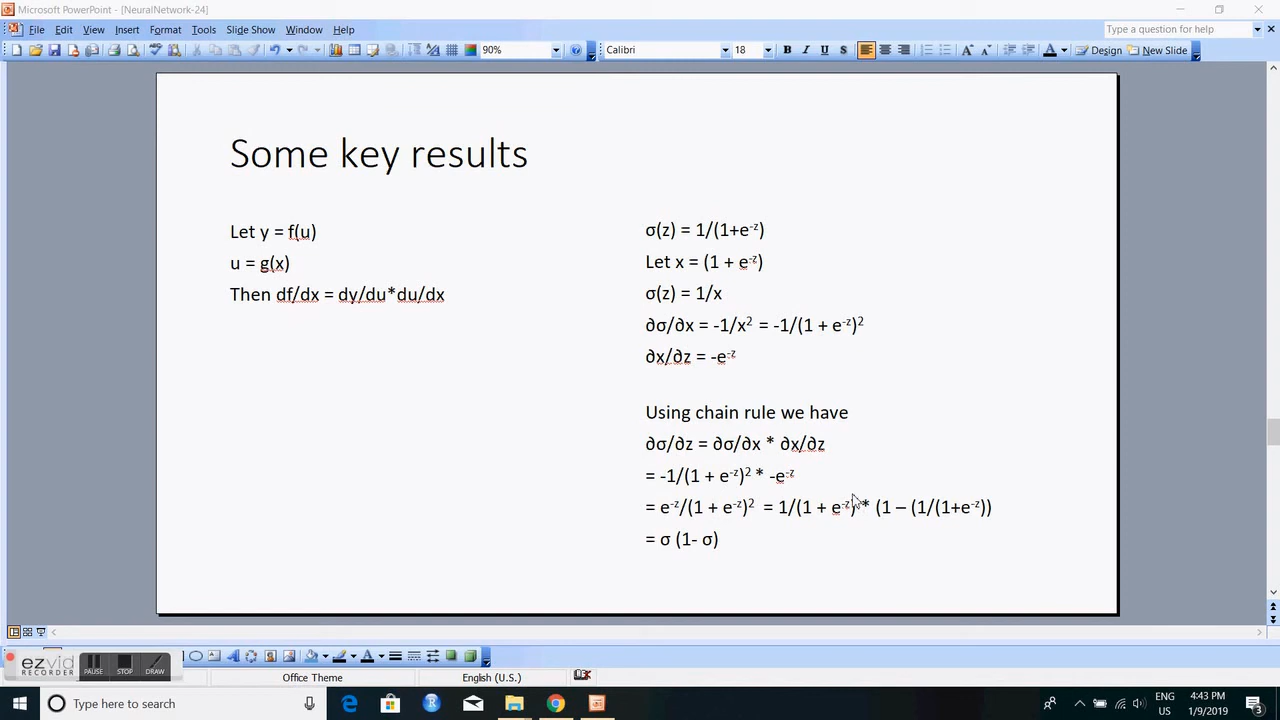 Microsoft PowerPoint - [NeuralNetwork-24]
File Edit View Insert Format Tools Slide Show Window Help
Type a question for help
90%
Calibri
18
B I U S
Design
New Slide
Some key results
Let y = f(u)
u = g(x)
Then df/dx = dy/du*du/dx
σ(z) = 1/(1+e⁻ᶻ)
Let x = (1 + e⁻ᶻ)
σ(z) = 1/x
∂σ/∂x = -1/x² = -1/(1 + e⁻ᶻ)²
∂x/∂z = -e⁻ᶻ
Using chain rule we have
∂σ/∂z = ∂σ/∂x * ∂x/∂z
= -1/(1 + e⁻ᶻ)² * -e⁻ᶻ
= e⁻ᶻ/(1 + e⁻ᶻ)² = 1/(1 + e⁻ᶻ) * (1 – (1/(1+e⁻ᶻ))
= σ (1- σ)
ezvid
RECORDER
PAUSE STOP DRAW
Office Theme
English (U.S.)
Type here to search
ENG
US
4:43 PM
1/9/2019
3